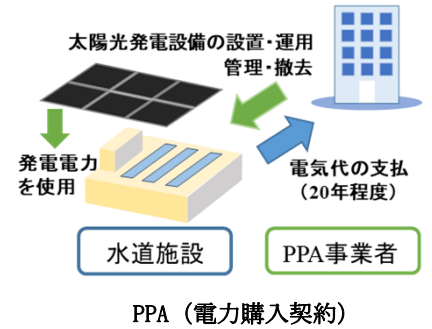 太陽光発電設備の設置・運用
管理・撤去
発電電力
を使用
電気代の支払
（20年程度）
水道施設
PPA事業者
PPA（電力購入契約）